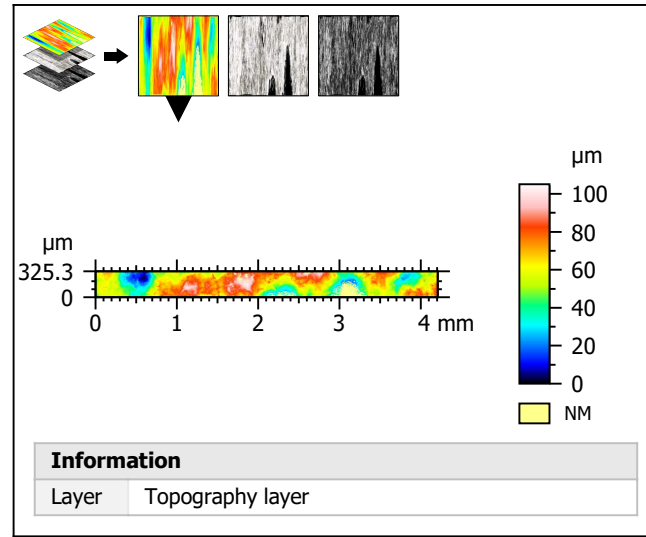 µm
100
80
60
40
20
0
NM
µm
325.3
0
0 1 2 3 4 mm
Information
Layer Topography layer